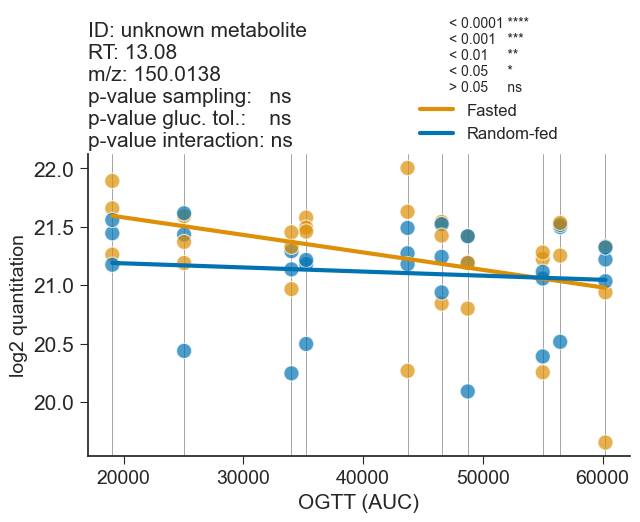 ID: unknown metabolite
RT: 13.08
m/z: 150.0138
p-value sampling: ns
p-value gluc. tol.: ns
p-value interaction: ns
< 0.0001 ****
< 0.001 ***
< 0.01 **
< 0.05 *
> 0.05 ns
Fasted
Random-fed
22.0
21.5
21.0
20.5
20.0
log2 quantitation
20000 30000 40000 50000 60000
OGTT (AUC)